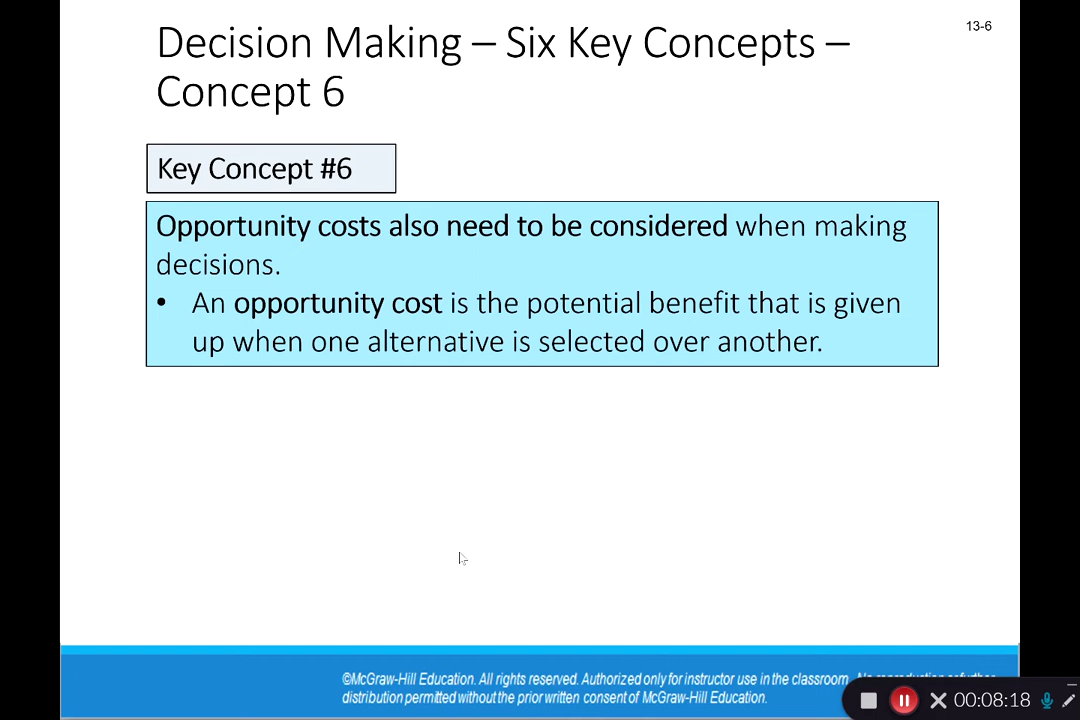 13-6
Decision Making – Six Key Concepts –
Concept 6
Key Concept #6
Opportunity costs also need to be considered when making
decisions.
• An opportunity cost is the potential benefit that is given
up when one alternative is selected over another.
©McGraw-Hill Education. All rights reserved. Authorized only for instructor use in the classroom.
distribution permitted without the prior written consent of McGraw-Hill Education.
00:08:18